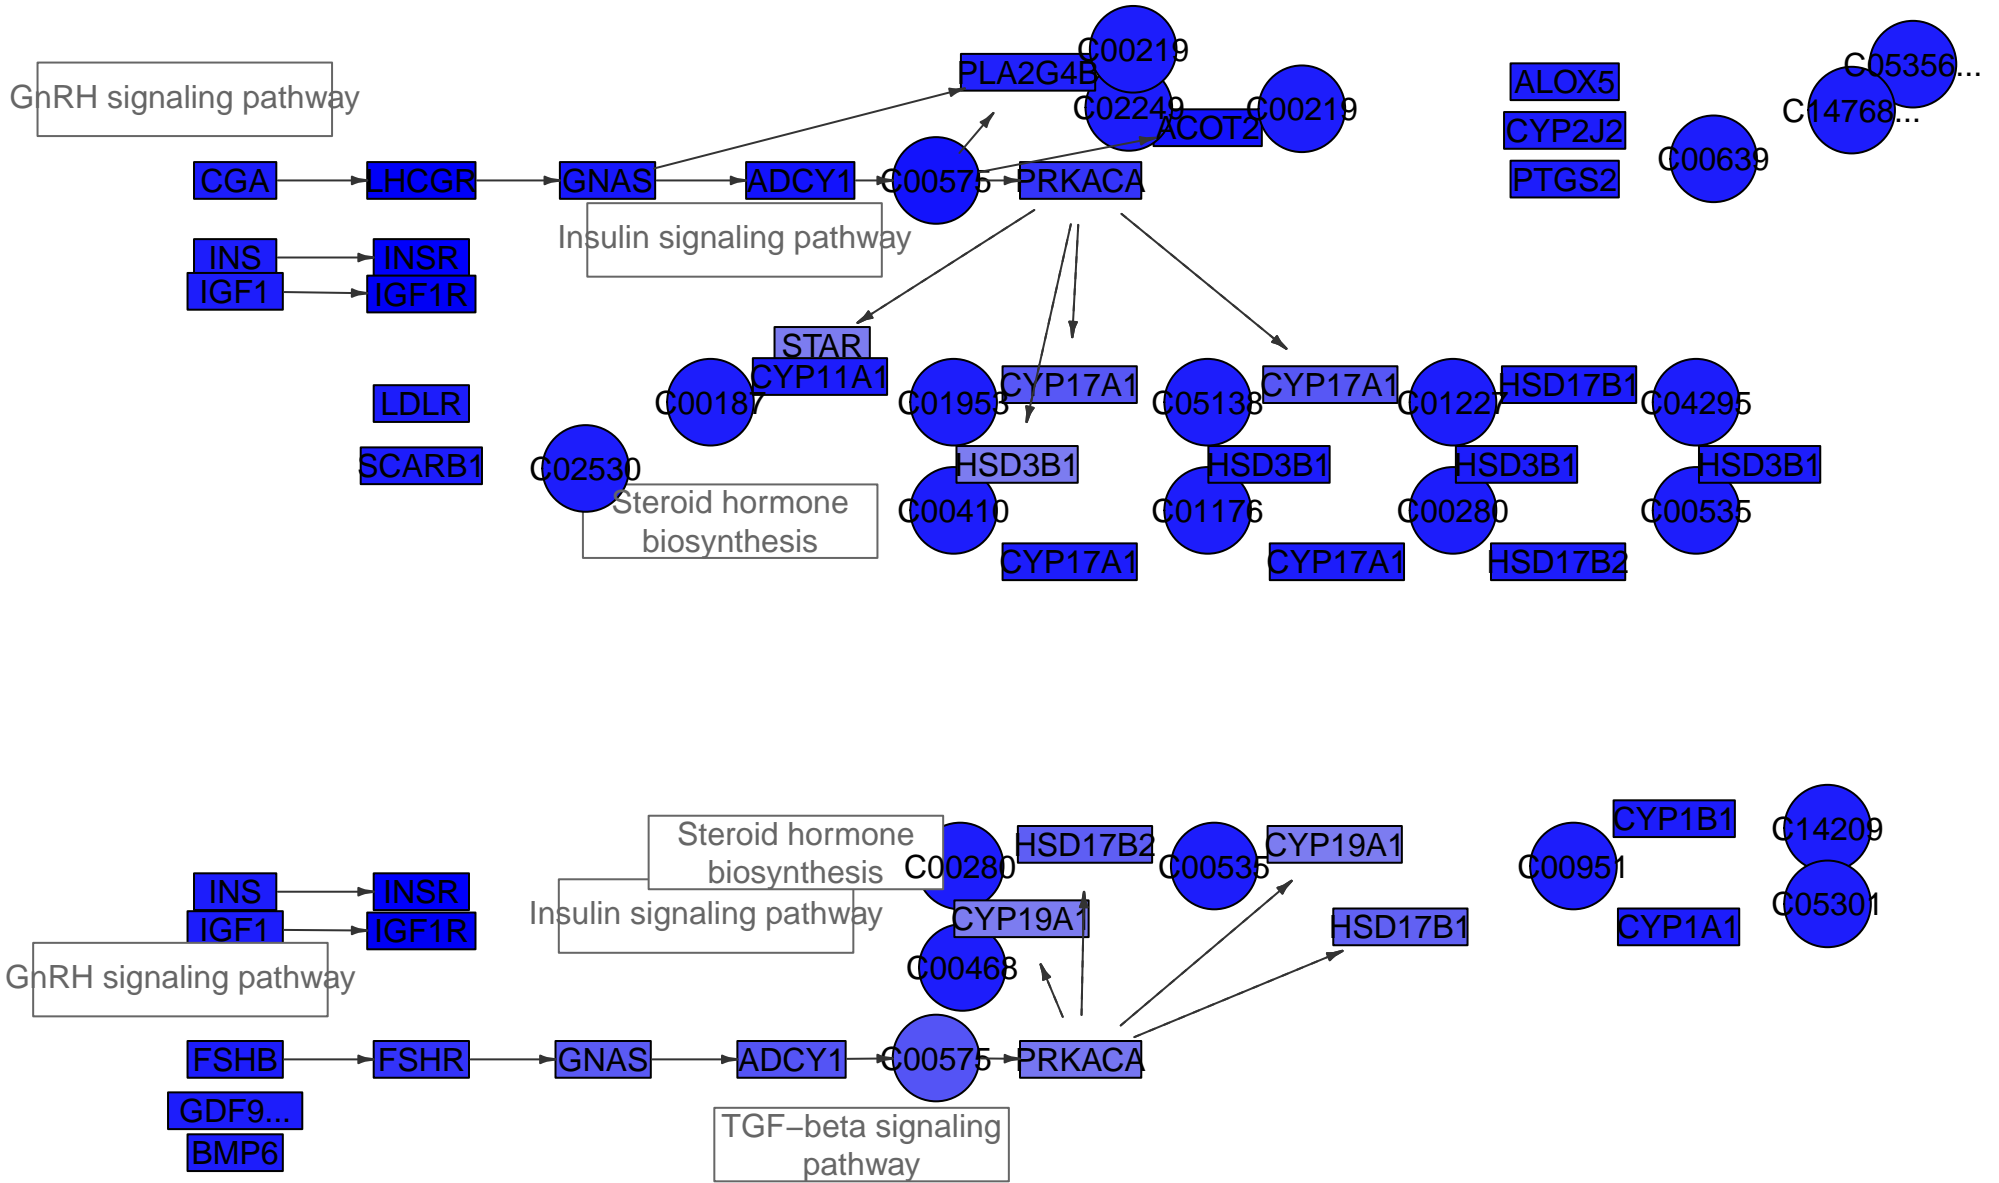 C00219
C05356...
PLA2G4B
ALOX5
GnRH signaling pathway
C02249
C00219
C14768...
ACOT2
CYP2J2
C00639
CGA
LHCGR
GNAS
ADCY1
C00575
PRKACA
PTGS2
Insulin signaling pathway
INS
INSR
IGF1
IGF1R
STAR
CYP11A1
CYP17A1
CYP17A1
HSD17B1
LDLR
C00187
C01953
C05138
C01227
C04295
SCARB1
C02530
HSD3B1
HSD3B1
HSD3B1
HSD3B1
Steroid hormone
biosynthesis
C00410
C01176
C00280
C00535
CYP17A1
CYP17A1
HSD17B2
Steroid hormone
biosynthesis
HSD17B2
CYP19A1
CYP1B1
C14209
C00280
C00535
C00951
INS
INSR
Insulin signaling pathway
CYP19A1
C05301
IGF1
IGF1R
HSD17B1
CYP1A1
GnRH signaling pathway
C00468
FSHB
FSHR
GNAS
ADCY1
C00575
PRKACA
GDF9...
TGF−beta signaling
pathway
BMP6